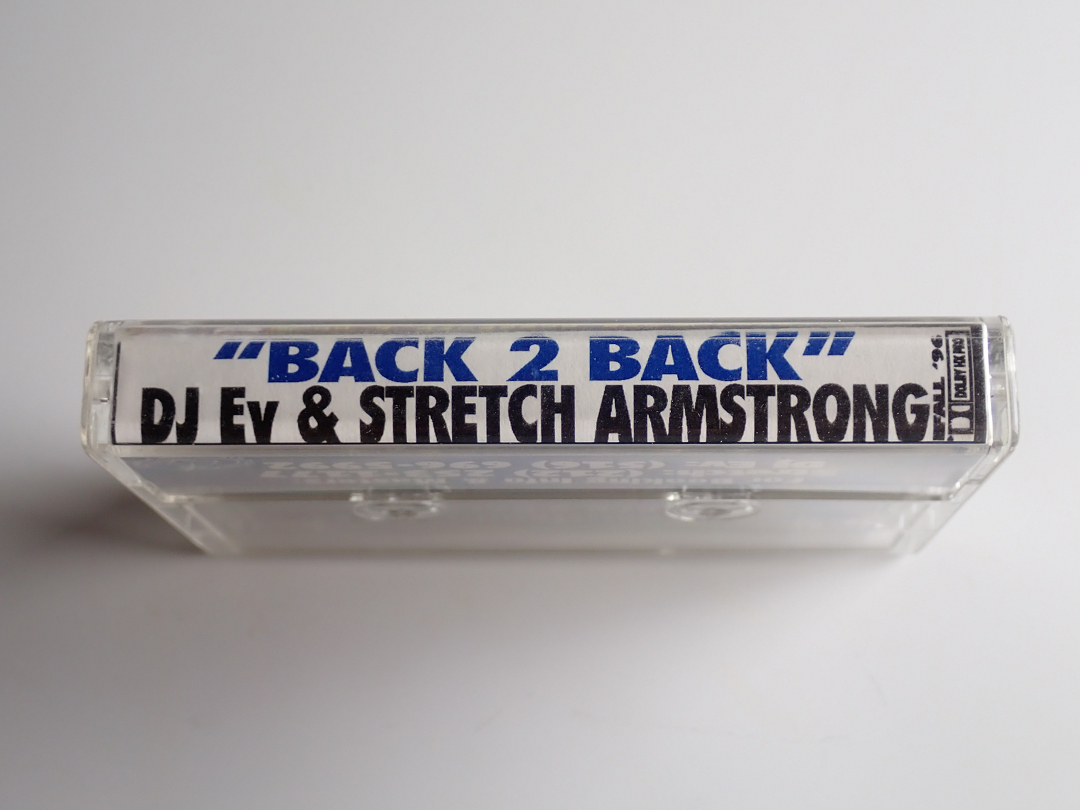 “BACK 2 BACK”
DJ Ev & STRETCH ARMSTRONG
FALL '96
DOLBY HX PRO